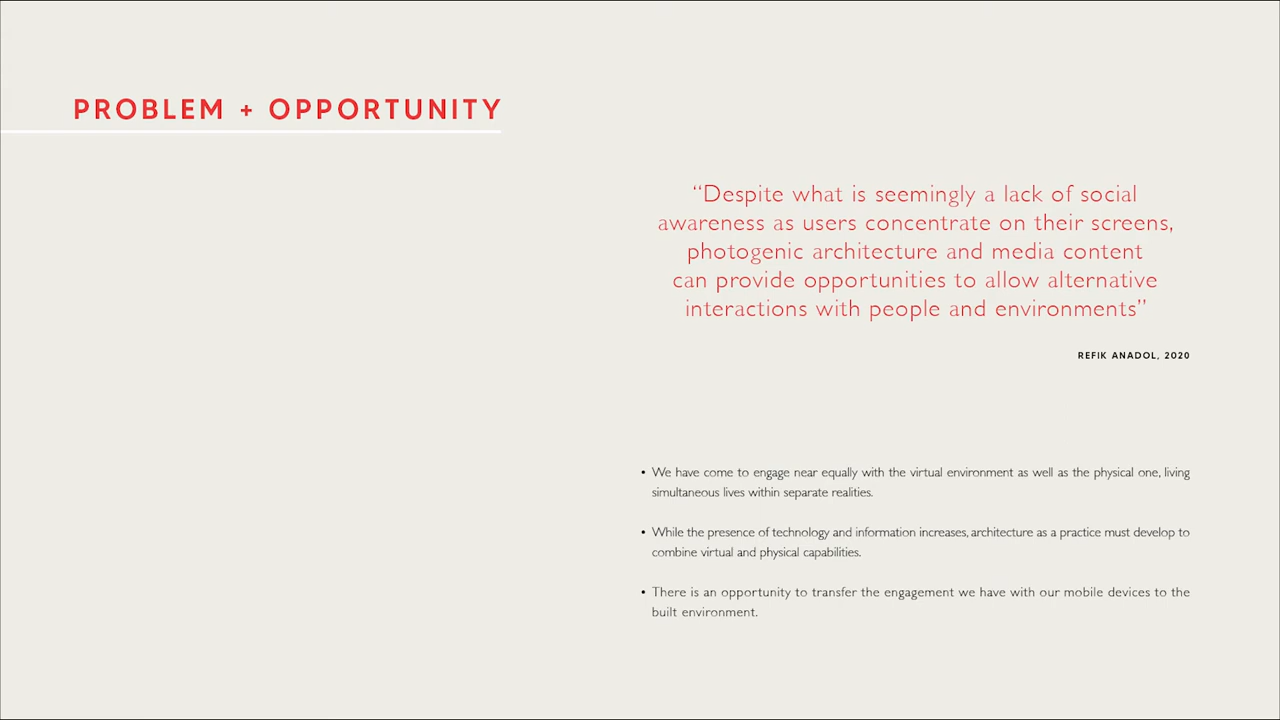 PROBLEM + OPPORTUNITY
“Despite what is seemingly a lack of social
awareness as users concentrate on their screens,
photogenic architecture and media content
can provide opportunities to allow alternative
interactions with people and environments”
REFIK ANADOL, 2020
• We have come to engage near equally with the virtual environment as well as the physical one, living
simultaneous lives within separate realities.
• While the presence of technology and information increases, architecture as a practice must develop to
combine virtual and physical capabilities.
• There is an opportunity to transfer the engagement we have with our mobile devices to the
built environment.